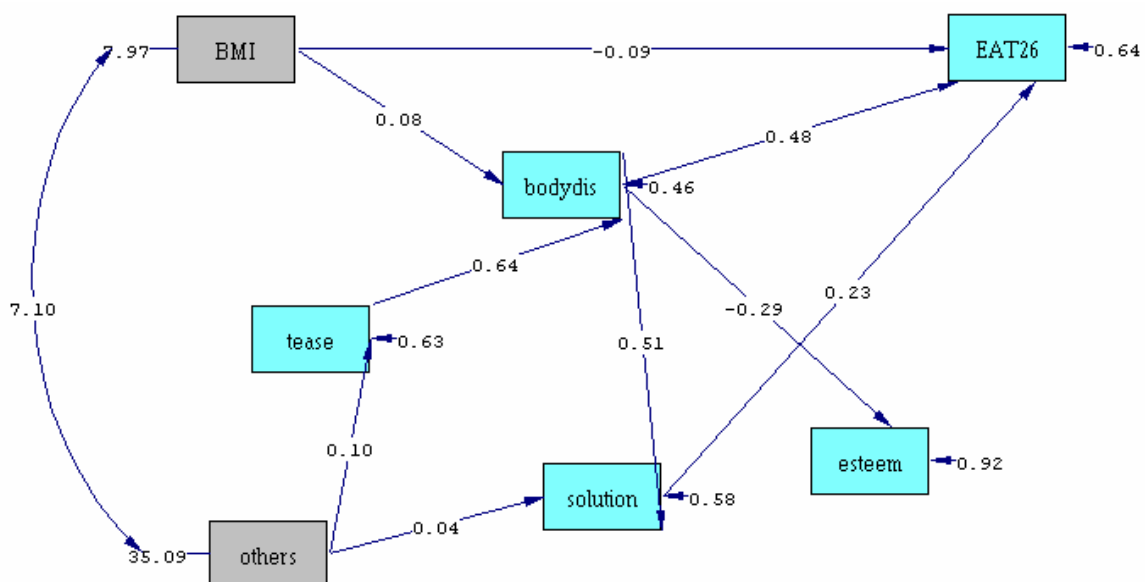 7.97
BMI
-0.09
EAT26
0.64
0.08
0.48
bodydis
0.46
0.64
0.23
7.10
-0.29
tease
0.63
0.51
0.10
esteem
0.92
solution
0.58
0.04
35.09
others